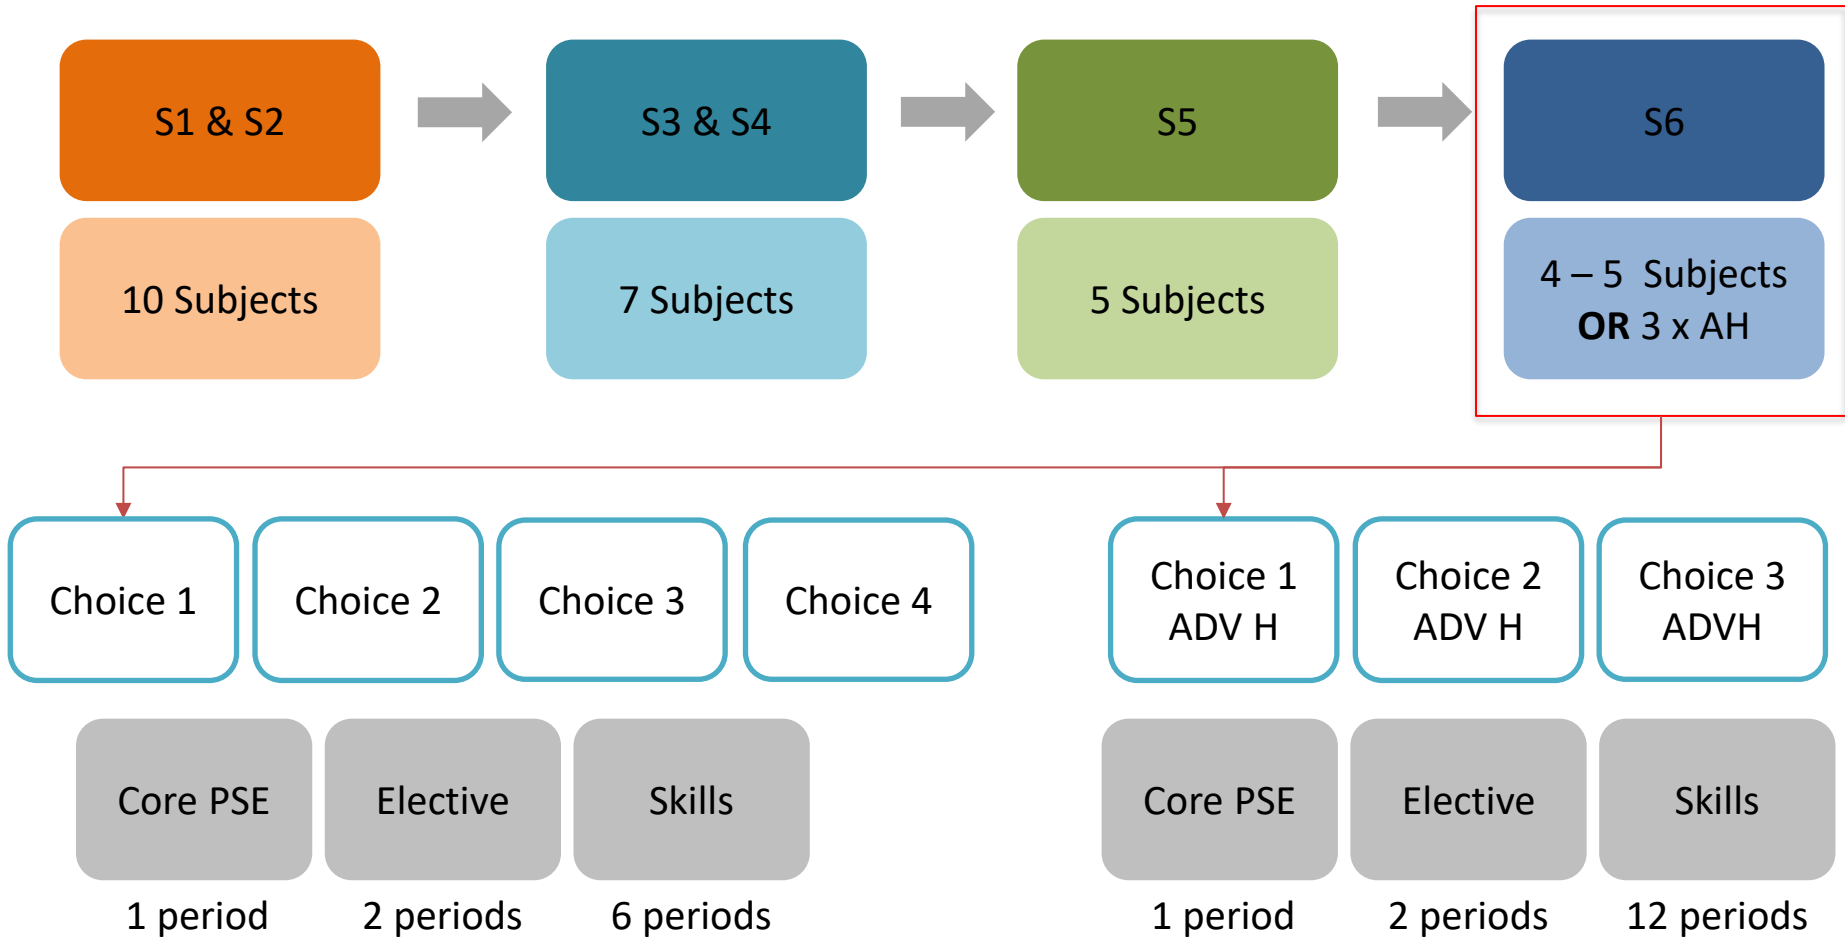 S1 & S2
S3 & S4
S5
S6
10 Subjects
7 Subjects
5 Subjects
4 – 5  Subjects
OR 3 x AH
Choice 1
Choice 2
Choice 3
Choice 4
Choice 1
ADV H
Choice 2
ADV H
Choice 3
ADVH
Core PSE
Elective
Skills
Core PSE
Elective
Skills
1 period
2 periods
6 periods
1 period
2 periods
12 periods